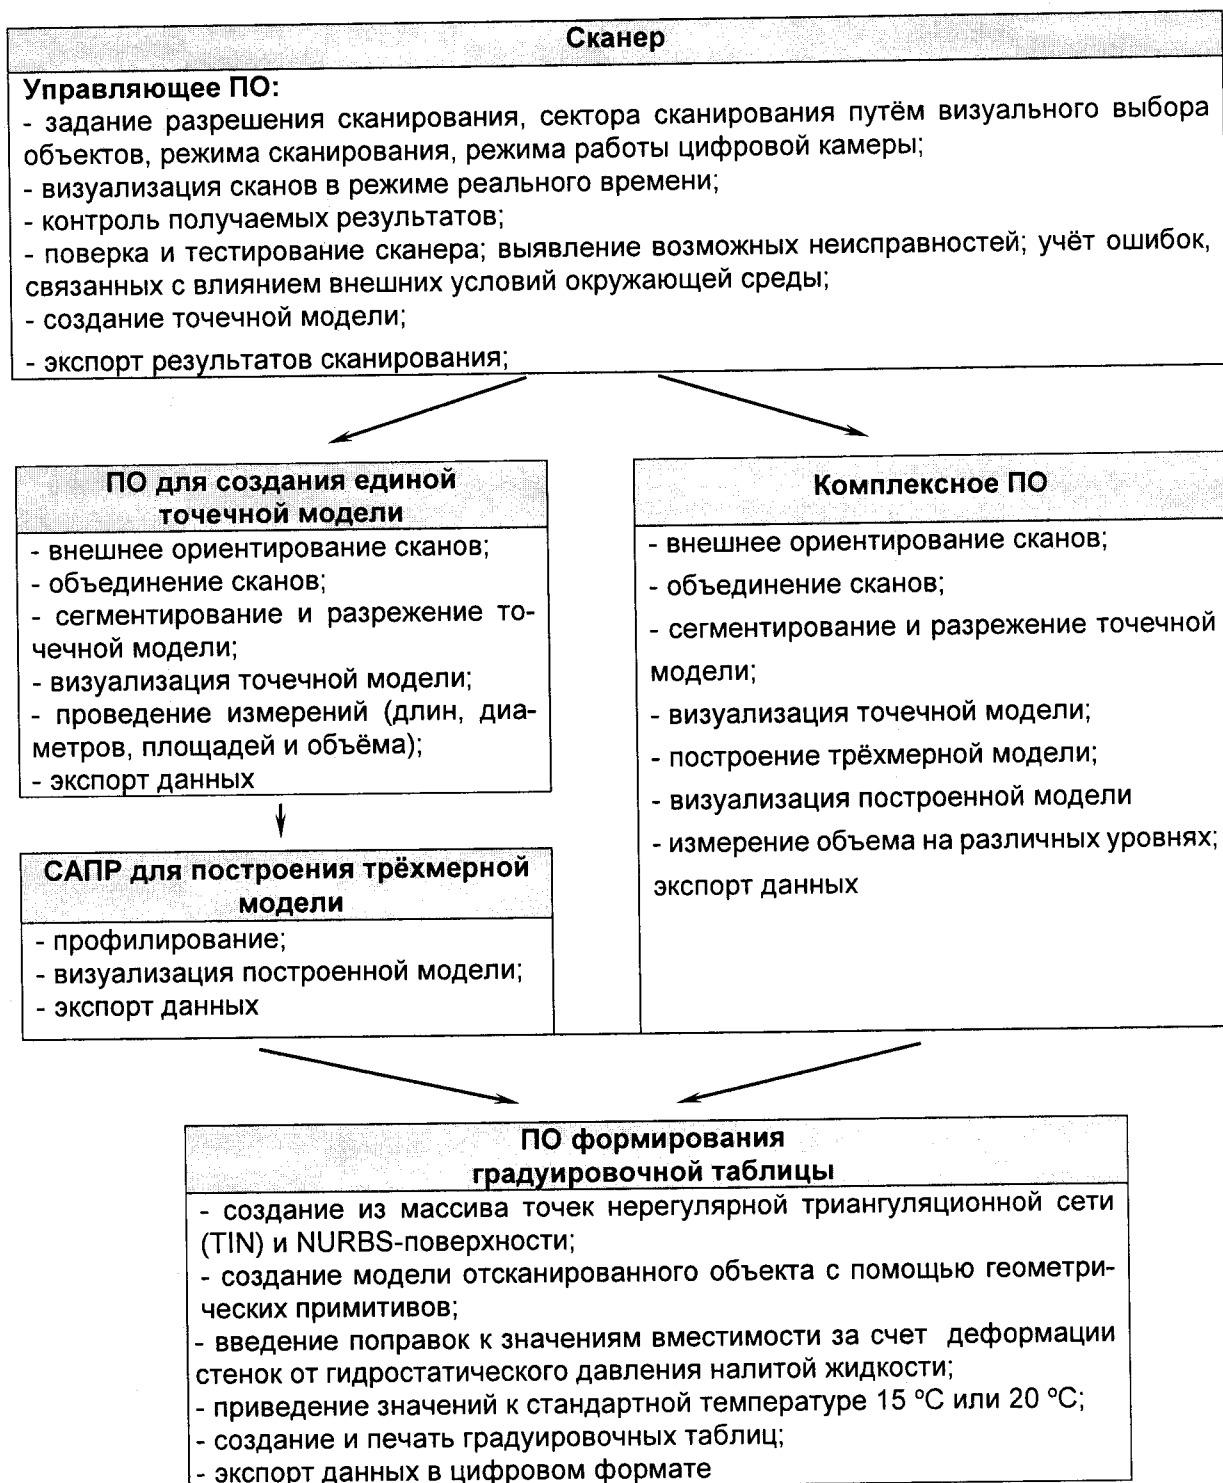 Сканер
Управляющее ПО:
- задание разрешения сканирования, сектора сканирования путём визуального выбора
объектов, режима сканирования, режима работы цифровой камеры;
- визуализация сканов в режиме реального времени;
- контроль получаемых результатов;
- поверка и тестирование сканера; выявление возможных неисправностей; учёт ошибок,
связанных с влиянием внешних условий окружающей среды;
- создание точечной модели;
- экспорт результатов сканирования;
ПО для создания единой
точечной модели
- внешнее ориентирование сканов;
- объединение сканов;
- сегментирование и разрежение то-
чечной модели;
- визуализация точечной модели;
- проведение измерений (длин, диа-
метров, площадей и объёма);
- экспорт данных
САПР для построения трёхмерной
модели
- профилирование;
- визуализация построенной модели;
- экспорт данных
Комплексное ПО
- внешнее ориентирование сканов;
- объединение сканов;
- сегментирование и разрежение точечной
модели;
- визуализация точечной модели;
- построение трёхмерной модели;
- визуализация построенной модели
- измерение объема на различных уровнях;
экспорт данных
ПО формирования
градуировочной таблицы
- создание из массива точек нерегулярной триангуляционной сети
(TIN) и NURBS-поверхности;
- создание модели отсканированного объекта с помощью геометри-
ческих примитивов;
- введение поправок к значениям вместимости за счет деформации
стенок от гидростатического давления налитой жидкости;
- приведение значений к стандартной температуре 15 ºС или 20 ºС;
- создание и печать градуировочных таблиц;
- экспорт данных в цифровом формате